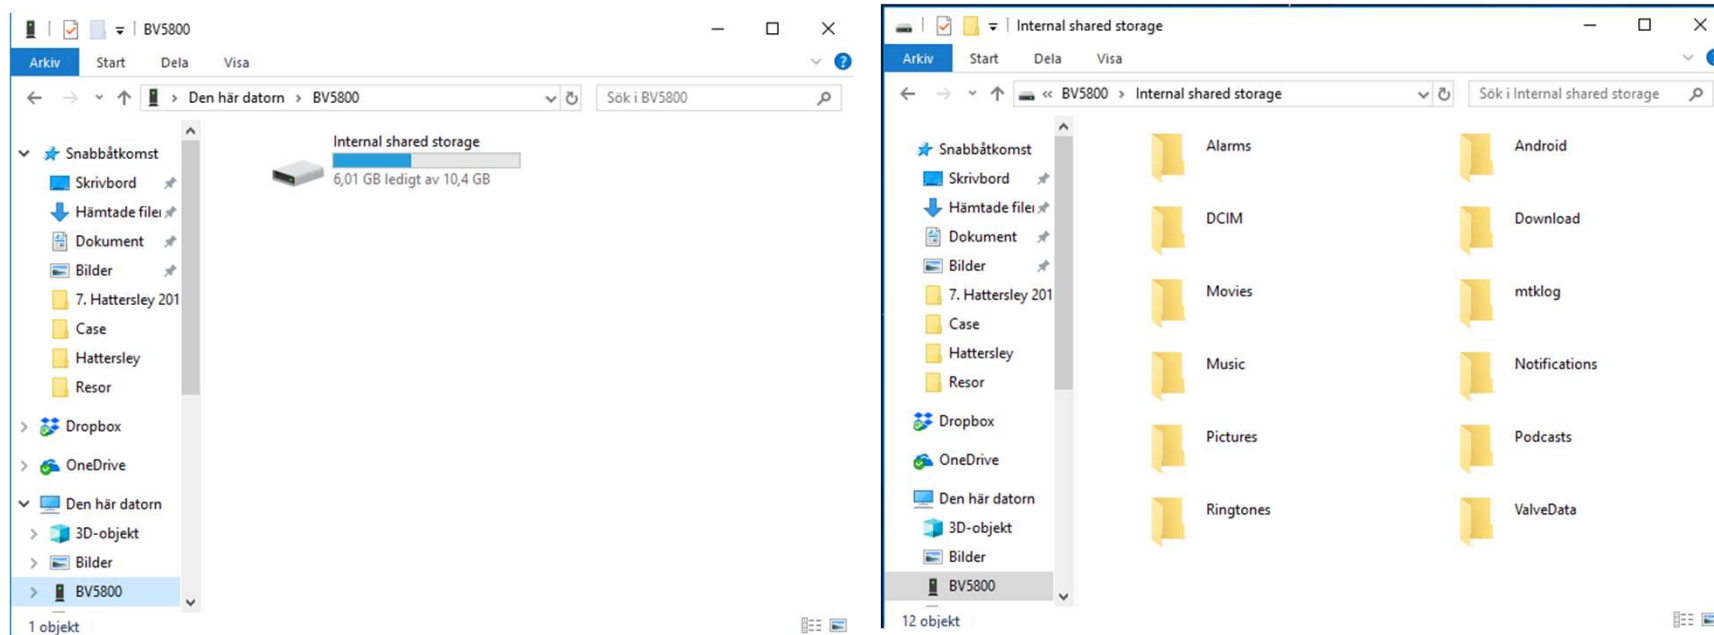 BV5800
Arkiv Start Dela Visa
Den här datorn > BV5800
Sök i BV5800
Snabbåtkomst
Skrivbord
Hämtade filer
Dokument
Bilder
7. Hattersley 201
Case
Hattersley
Resor
Dropbox
OneDrive
Den här datorn
3D-objekt
Bilder
BV5800
Internal shared storage
6,01 GB ledigt av 10,4 GB
1 objekt
Internal shared storage
Arkiv Start Dela Visa
« BV5800 > Internal shared storage
Sök i Internal shared storage
Snabbåtkomst
Skrivbord
Hämtade filer
Dokument
Bilder
7. Hattersley 201
Case
Hattersley
Resor
Dropbox
OneDrive
Den här datorn
3D-objekt
Bilder
BV5800
Alarms Android
DCIM Download
Movies mtklog
Music Notifications
Pictures Podcasts
Ringtones ValveData
12 objekt